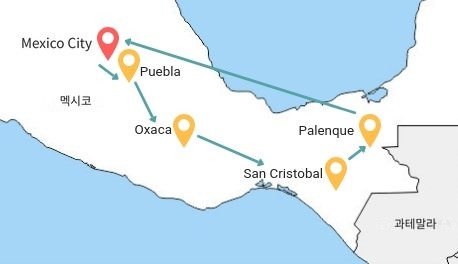 Mexico City
Puebla
멕시코
Oxaca
Palenque
San Cristobal
과테말라